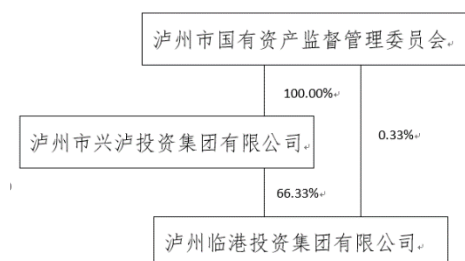 泸州市国有资产监督管理委员会
100.00%
泸州市兴泸投资集团有限公司
0.33%
66.33%
泸州临港投资集团有限公司